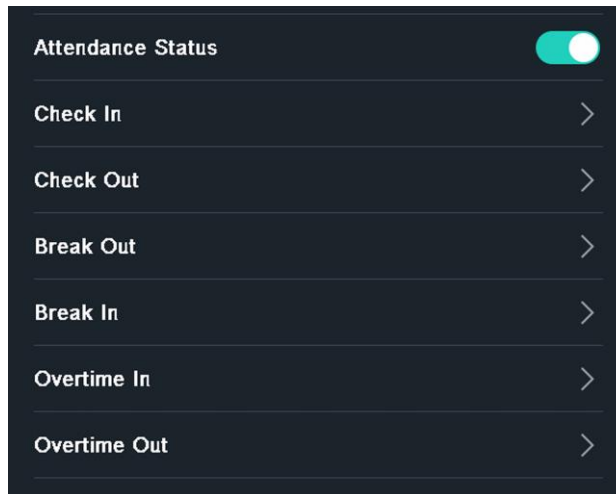 Attendance Status
Check In
Check Out
Break Out
Break In
Overtime In
Overtime Out